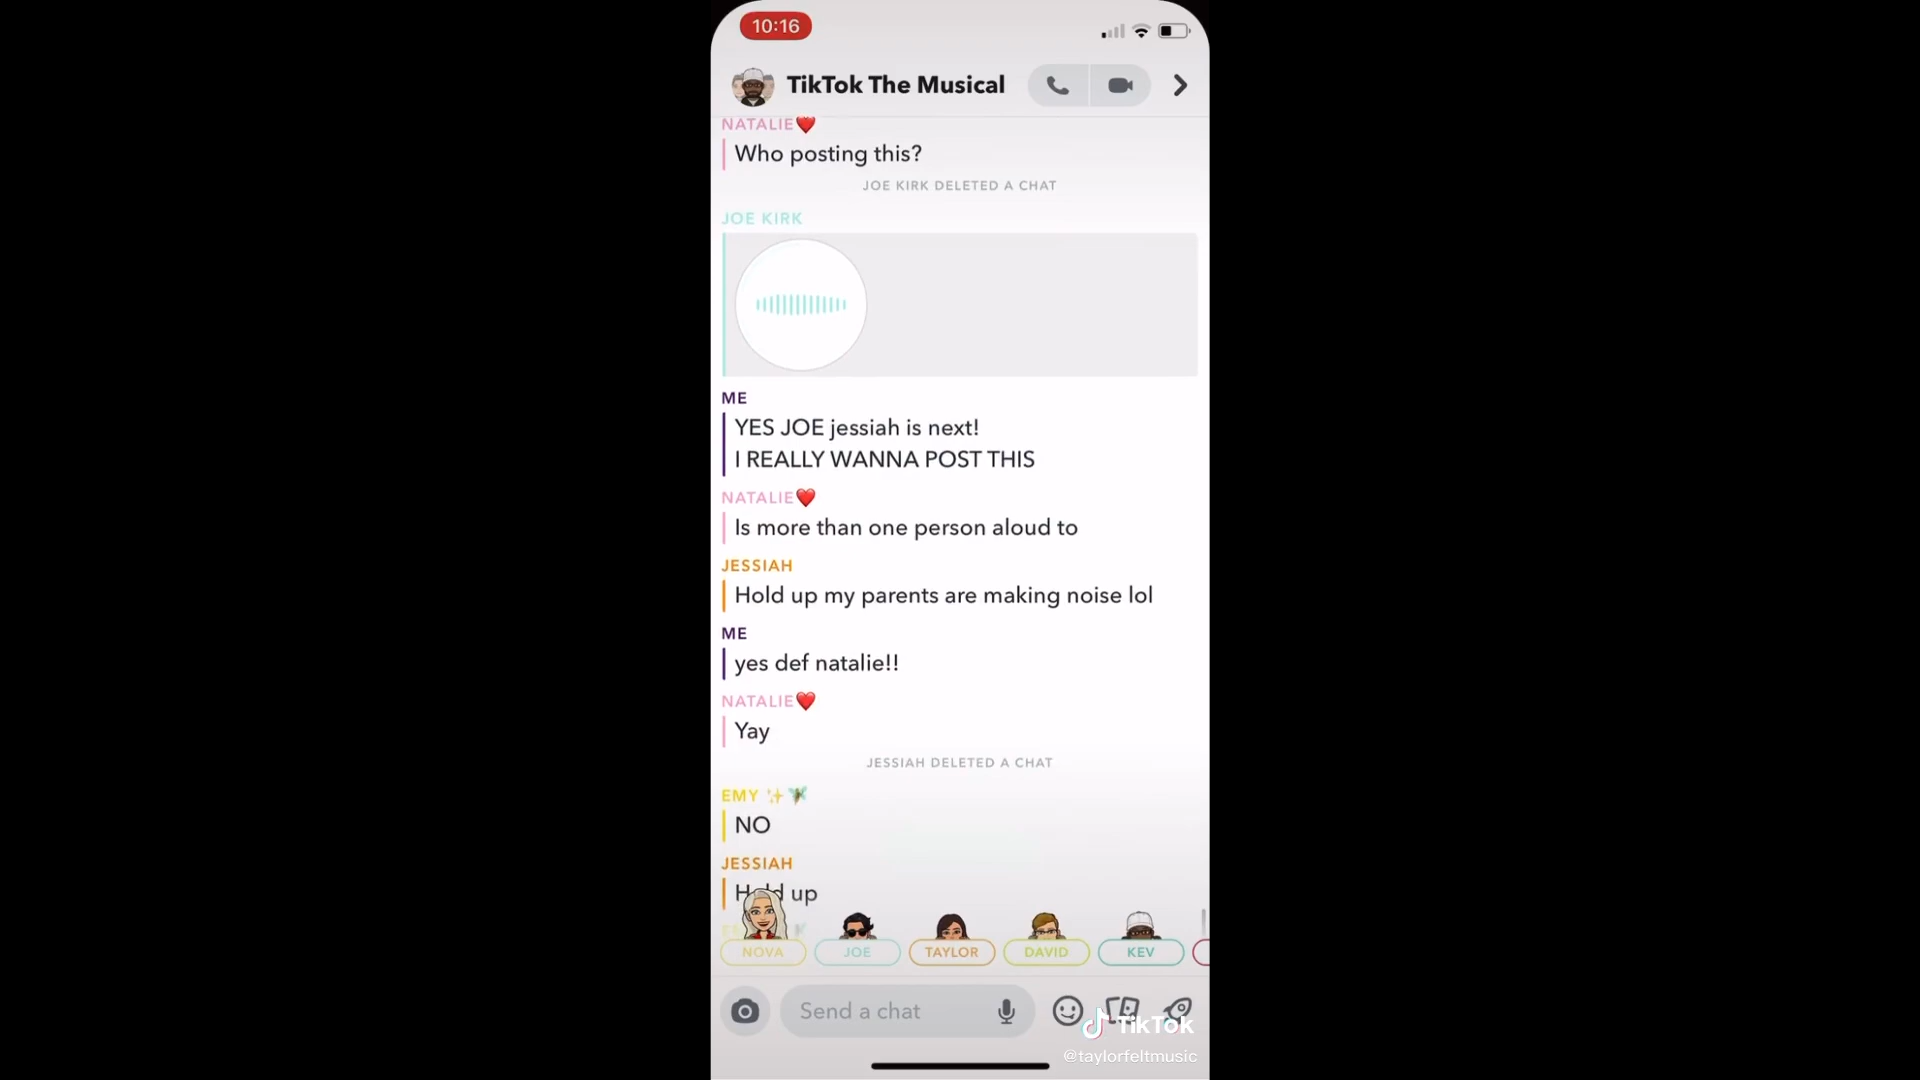 10:16
TikTok The Musical
NATALIE❤️
Who posting this?
JOE KIRK DELETED A CHAT
JOE KIRK
ME
YES JOE jessiah is next!
I REALLY WANNA POST THIS
NATALIE❤️
Is more than one person aloud to
JESSIAH
Hold up my parents are making noise lol
ME
yes def natalie!!
NATALIE❤️
Yay
JESSIAH DELETED A CHAT
EMY ✨🧚
NO
JESSIAH
Hold up
NOVA
JOE
TAYLOR
DAVID
KEV
Send a chat
TikTok
@taylorfeltmusic